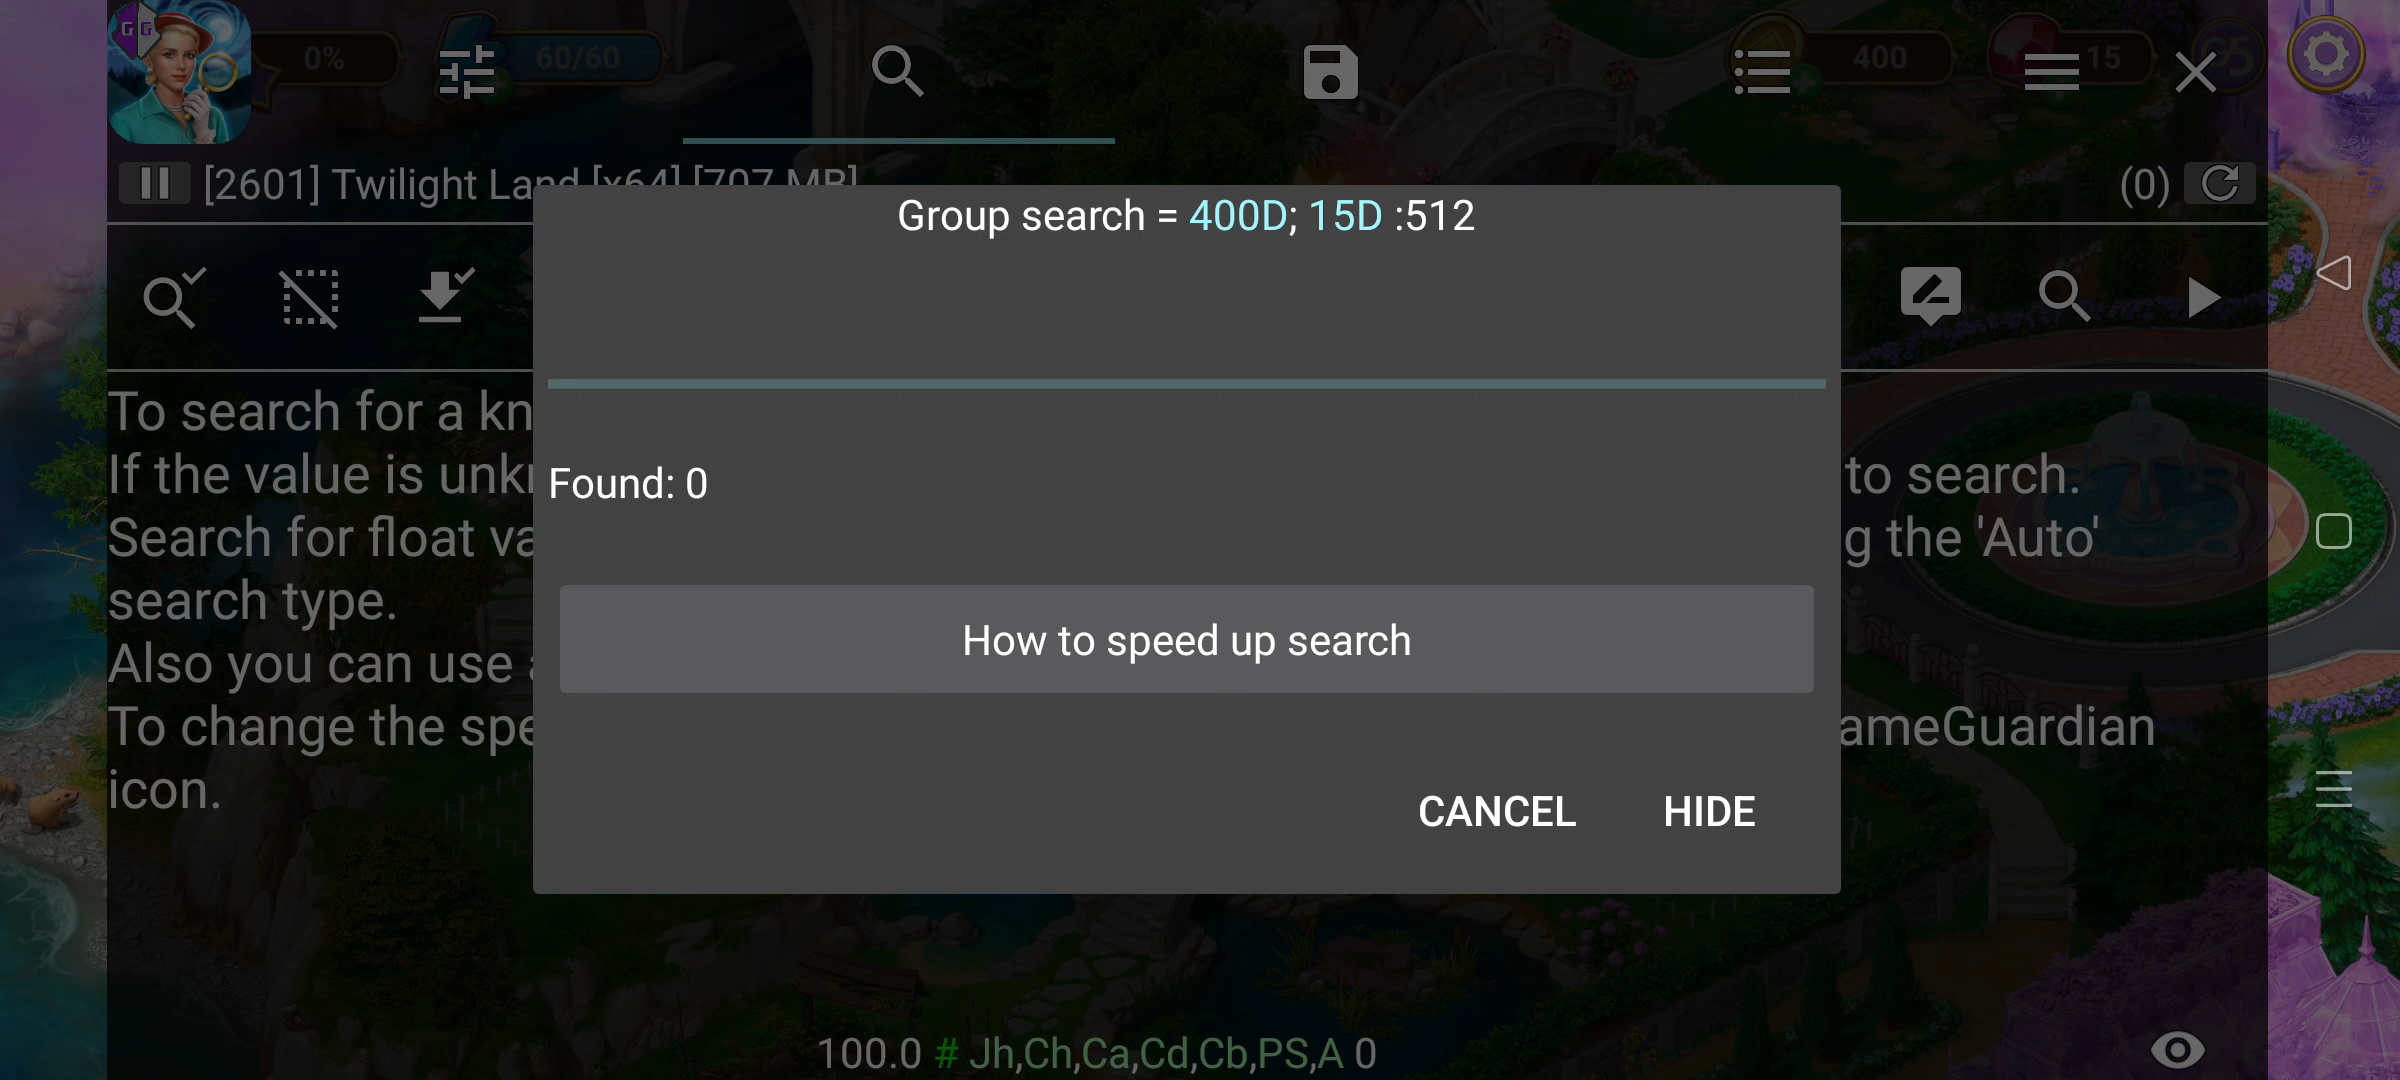 GG
0%
60/60
400
15
65
[2601] Twilight Land [x64] [707 MB]
(0)
Group search = 400D; 15D :512
To search for a kn
If the value is unk
to search.
Found: 0
Search for float va
g the 'Auto'
search type.
How to speed up search
Also you can use a
To change the spe
ameGuardian
icon.
CANCEL HIDE
100.0 # Jh,Ch,Ca,Cd,Cb,PS,A 0